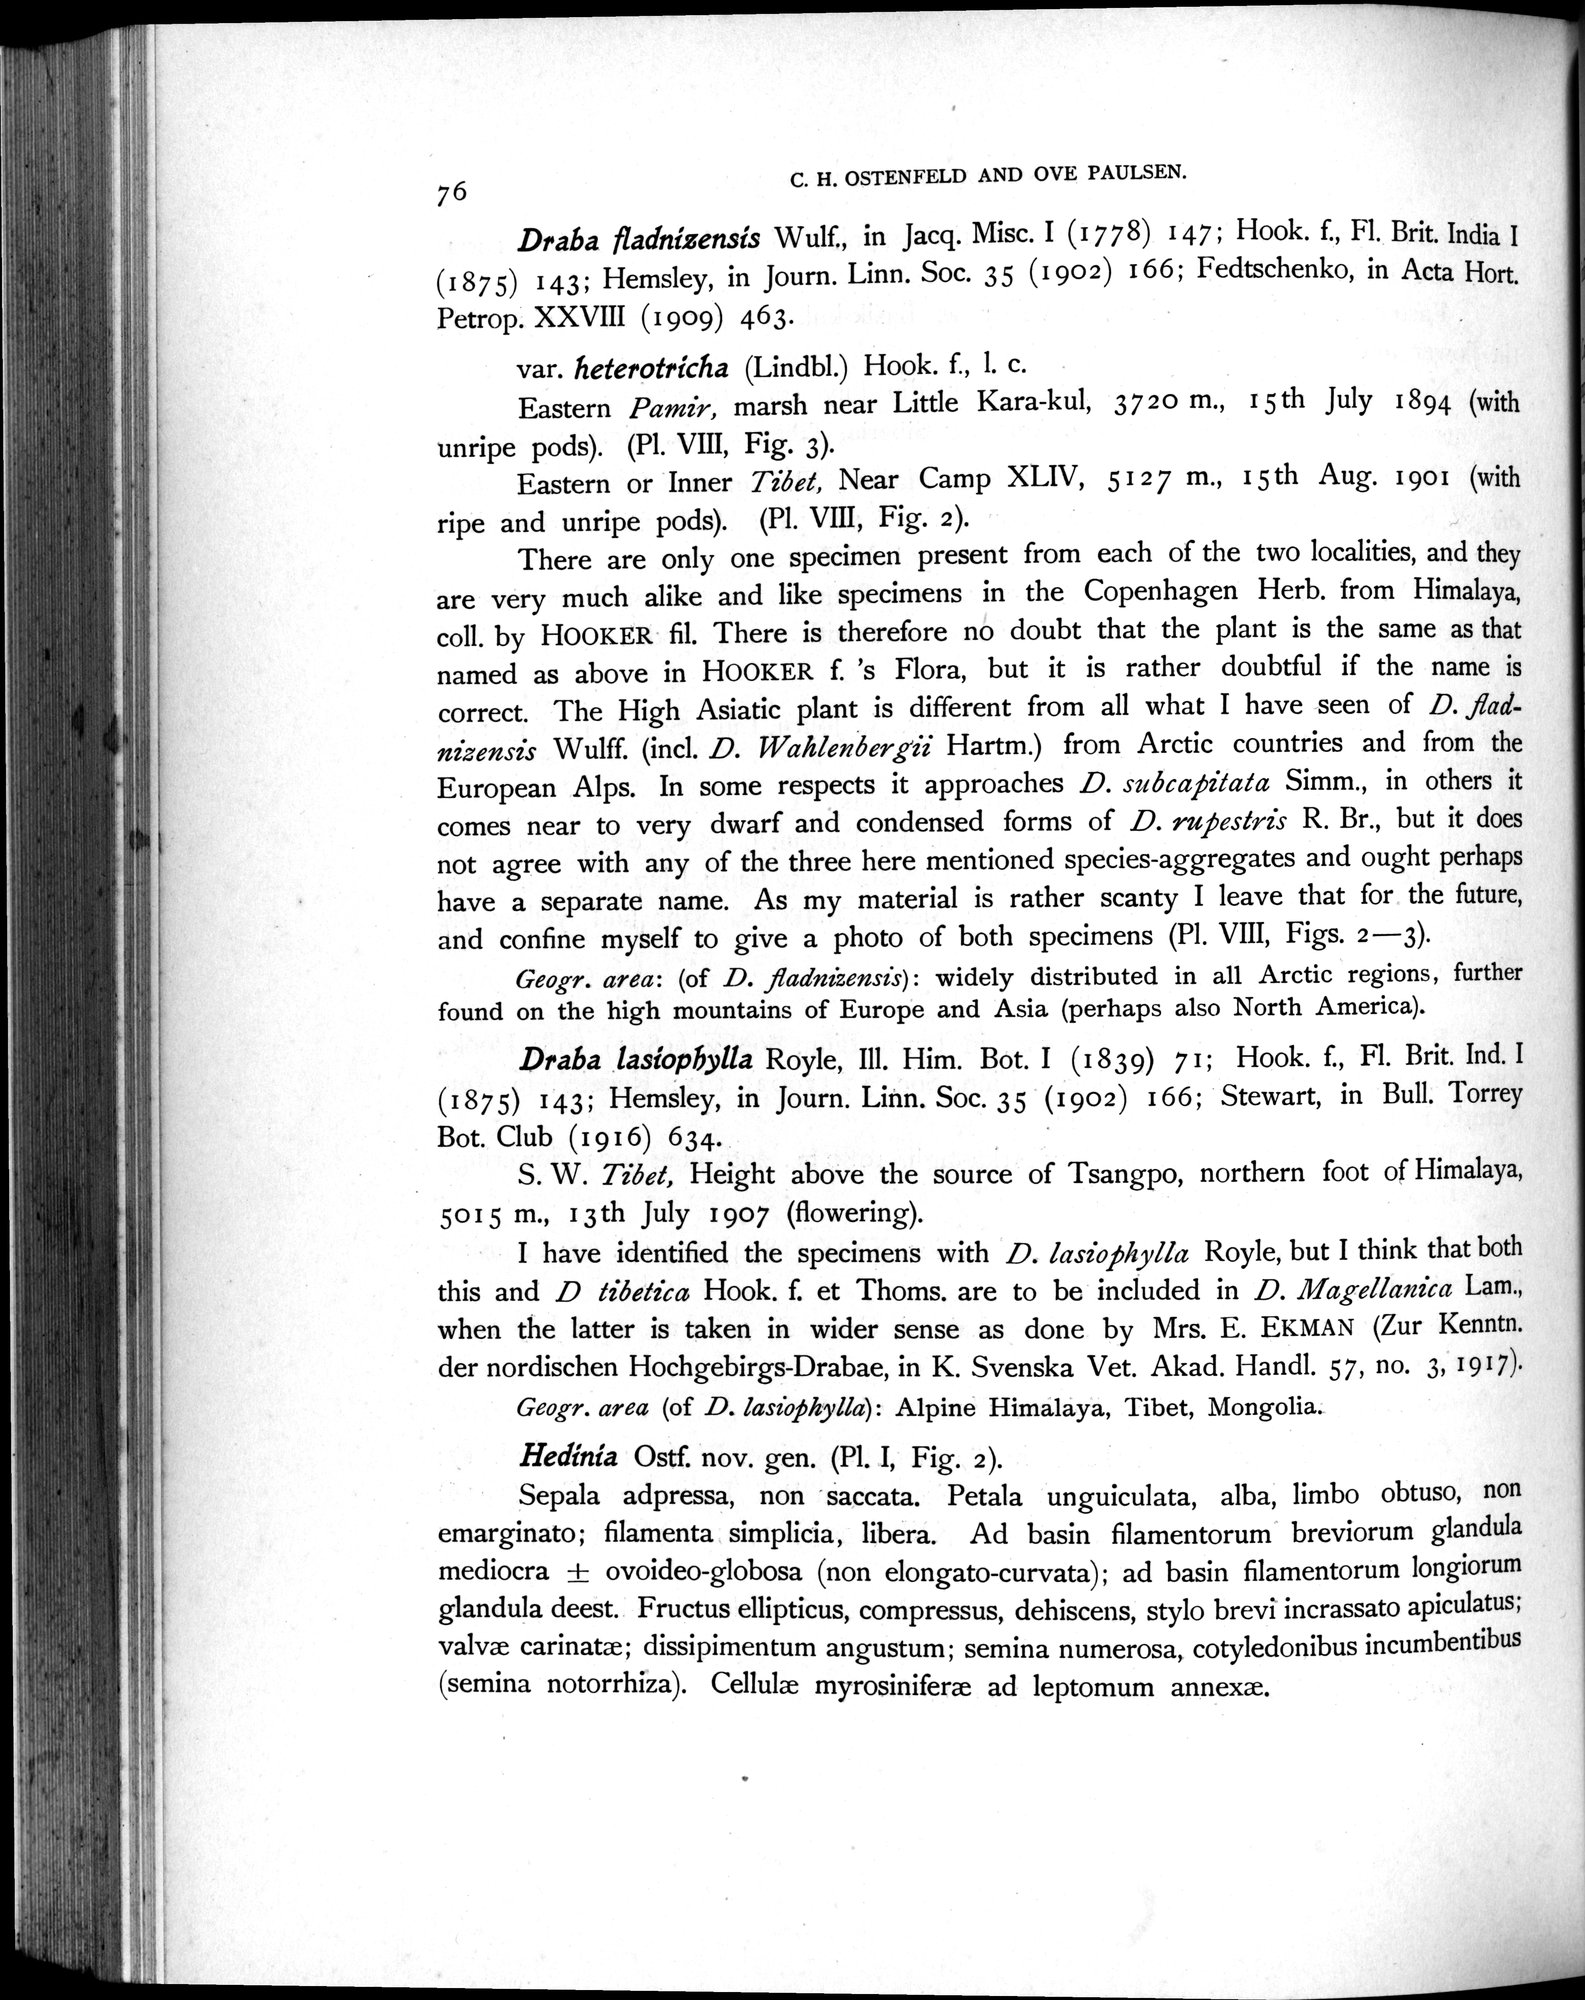 76
C. H. OSTENFELD AND OVE PAULSEN.
Draba fladnizensis Wulf., in Jacq. Misc. I (1778) 147; Hook. f., Fl. Brit. India I
(1875) 143; Hemsley, in Journ. Linn. Soc. 35 (1902) 166; Fedtschenko, in Acta Hort.
Petrop. XXVIII (1909) 463.
var. heterotricha (Lindbl.) Hook. f., l. c.
Eastern Pamir, marsh near Little Kara-kul, 3720 m., 15th July 1894 (with
unripe pods). (Pl. VIII, Fig. 3).
Eastern or Inner Tibet, Near Camp XLIV, 5127 m., 15th Aug. 1901 (with
ripe and unripe pods). (Pl. VIII, Fig. 2).
There are only one specimen present from each of the two localities, and they
are very much alike and like specimens in the Copenhagen Herb. from Himalaya,
coll. by HOOKER fil. There is therefore no doubt that the plant is the same as that
named as above in HOOKER f. 's Flora, but it is rather doubtful if the name is
correct. The High Asiatic plant is different from all what I have seen of D. flad-
nizensis Wulff. (incl. D. Wahlenbergii Hartm.) from Arctic countries and from the
European Alps. In some respects it approaches D. subcapitata Simm., in others it
comes near to very dwarf and condensed forms of D. rupestris R. Br., but it does
not agree with any of the three here mentioned species-aggregates and ought perhaps
have a separate name. As my material is rather scanty I leave that for the future,
and confine myself to give a photo of both specimens (Pl. VIII, Figs. 2—3).
Geogr. area: (of D. fladnizensis): widely distributed in all Arctic regions, further
found on the high mountains of Europe and Asia (perhaps also North America).
Draba lasiophylla Royle, Ill. Him. Bot. I (1839) 71; Hook. f., Fl. Brit. Ind. I
(1875) 143; Hemsley, in Journ. Linn. Soc. 35 (1902) 166; Stewart, in Bull. Torrey
Bot. Club (1916) 634.
S. W. Tibet, Height above the source of Tsangpo, northern foot of Himalaya,
5015 m., 13th July 1907 (flowering).
I have identified the specimens with D. lasiophylla Royle, but I think that both
this and D tibetica Hook. f. et Thoms. are to be included in D. Magellanica Lam.,
when the latter is taken in wider sense as done by Mrs. E. EKMAN (Zur Kenntn.
der nordischen Hochgebirgs-Drabae, in K. Svenska Vet. Akad. Handl. 57, no. 3, 1917).
Geogr. area (of D. lasiophylla): Alpine Himalaya, Tibet, Mongolia.
Hedinia Ostf. nov. gen. (Pl. I, Fig. 2).
Sepala adpressa, non saccata. Petala unguiculata, alba, limbo obtuso, non
emarginato; filamenta simplicia, libera. Ad basin filamentorum breviorum glandula
mediocra ± ovoideo-globosa (non elongato-curvata); ad basin filamentorum longiorum
glandula deest. Fructus ellipticus, compressus, dehiscens, stylo brevi incrassato apiculatus;
valvæ carinatæ; dissipimentum angustum; semina numerosa, cotyledonibus incumbentibus
(semina notorrhiza). Cellulæ myrosiniferæ ad leptomum annexæ.